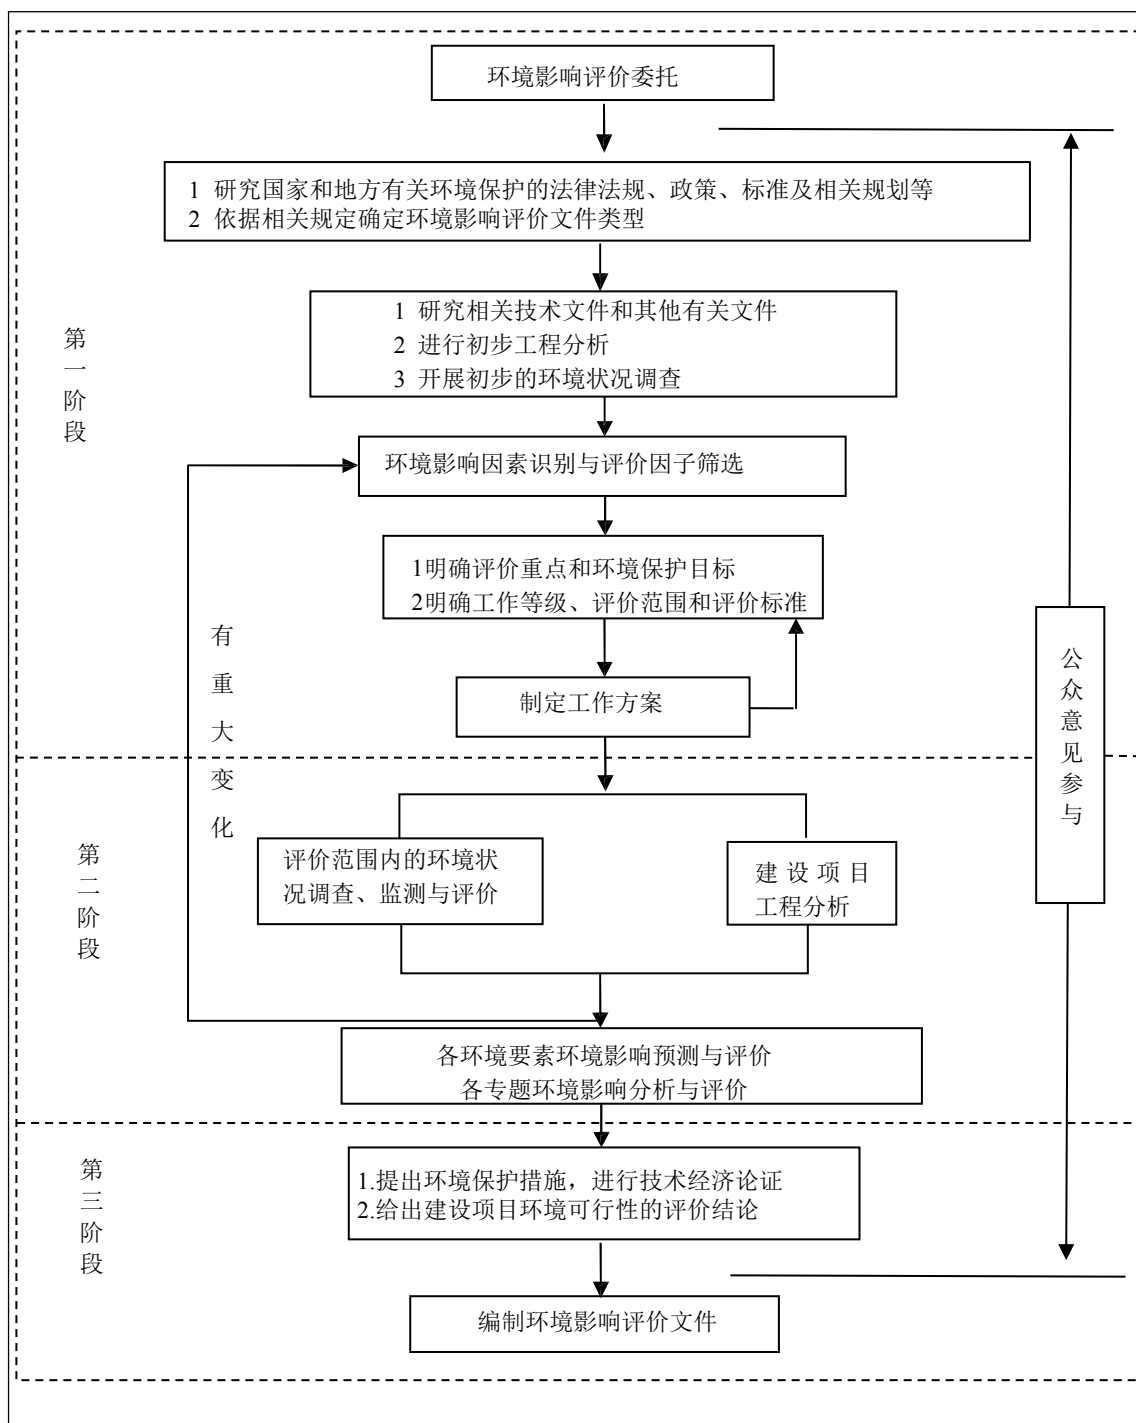 环境影响评价委托
1 研究国家和地方有关环境保护的法律法规、政策、标准及相关规划等
2 依据相关规定确定环境影响评价文件类型
1 研究相关技术文件和其他有关文件
2 进行初步工程分析
3 开展初步的环境状况调查
第一阶段
环境影响因素识别与评价因子筛选
1明确评价重点和环境保护目标
2明确工作等级、评价范围和评价标准
有重大变化
公众意见参与
制定工作方案
第二阶段
评价范围内的环境状
况调查、监测与评价
建设项目
工程分析
各环境要素环境影响预测与评价
各专题环境影响分析与评价
第三阶段
1.提出环境保护措施，进行技术经济论证
2.给出建设项目环境可行性的评价结论
编制环境影响评价文件